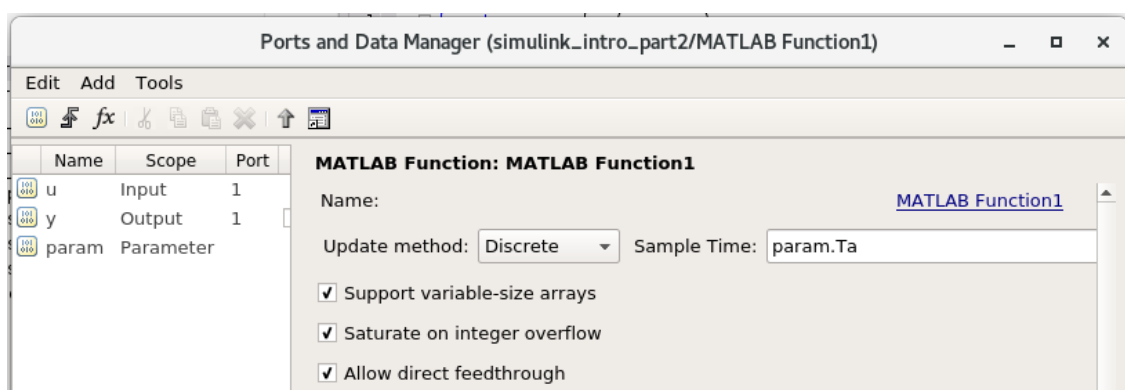 Ports and Data Manager (simulink_intro_part2/MATLAB Function1)
Edit Add Tools
fx
Name Scope Port
u Input 1
y Output 1
param Parameter
MATLAB Function: MATLAB Function1
Name: MATLAB Function1
Update method: Discrete Sample Time: param.Ta
Support variable-size arrays
Saturate on integer overflow
Allow direct feedthrough